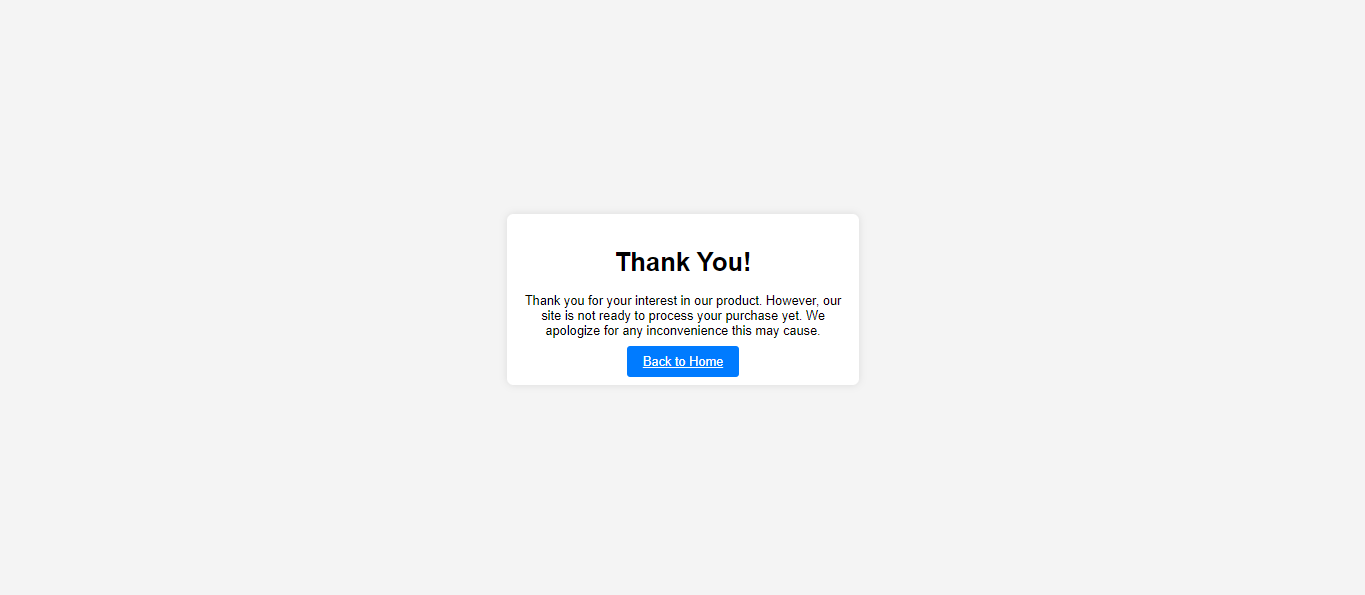 Thank You!
Thank you for your interest in our product. However, our
site is not ready to process your purchase yet. We
apologize for any inconvenience this may cause.
Back to Home